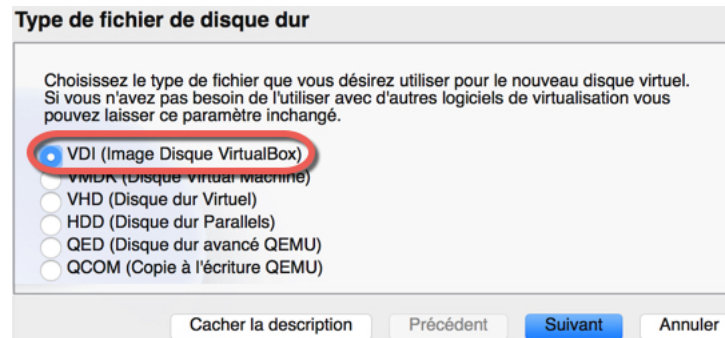 Type de fichier de disque dur
Choisissez le type de fichier que vous désirez utiliser pour le nouveau disque virtuel.
Si vous n'avez pas besoin de l'utiliser avec d'autres logiciels de virtualisation vous
pouvez laisser ce paramètre inchangé.
VDI (Image Disque VirtualBox)
VMDK (Disque Virtual Machine)
VHD (Disque dur Virtuel)
HDD (Disque dur Parallels)
QED (Disque dur avancé QEMU)
QCOM (Copie à l'écriture QEMU)
Cacher la description Précédent Suivant Annuler